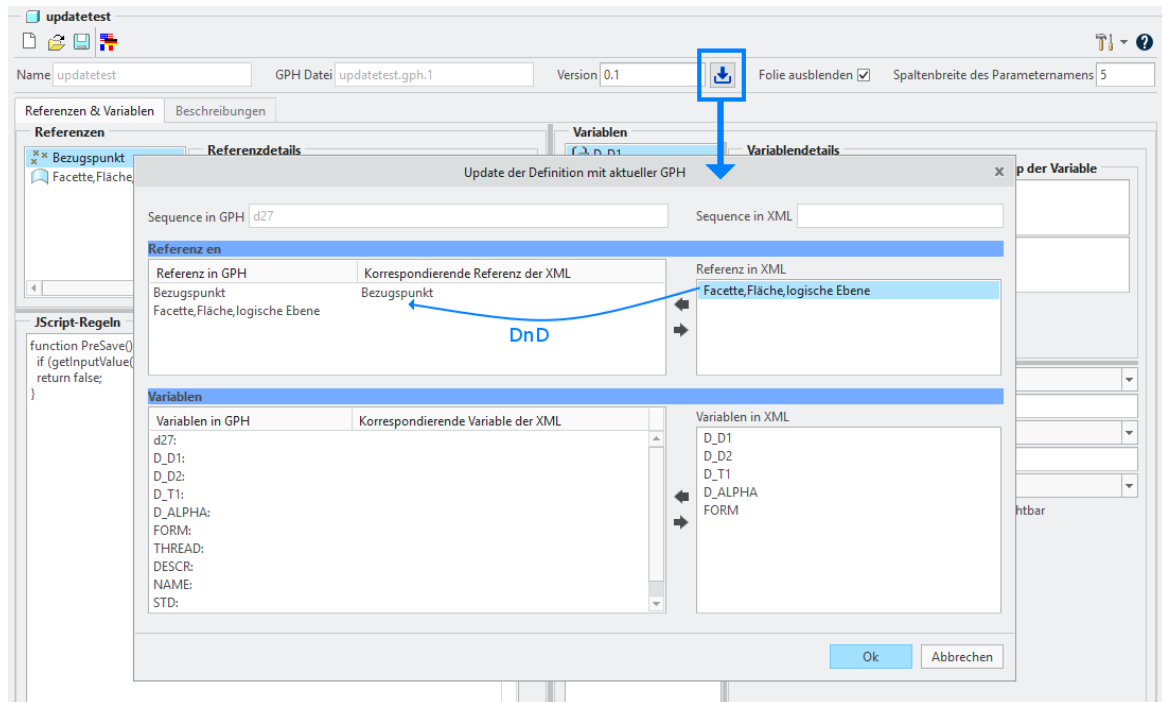 updatetest
Name updatetest GPH Datei updatetest.gph.1 Version 0.1 Folie ausblenden Spaltenbreite des Parameternamens 5
Referenzen & Variablen Beschreibungen
Referenzen Variablen
Bezugspunkt Referenzdetails D_D1 Variablendetails
Facette,Fläche, Update der Definition mit aktueller GPH x p der Variable
Sequence in GPH d27 Sequence in XML
Referenz en
Referenz in GPH Korrespondierende Referenz der XML Referenz in XML
Bezugspunkt Bezugspunkt Facette,Fläche,logische Ebene
Facette,Fläche,logische Ebene
DnD
JScript-Regeln
function PreSave()
if (getInputValue(
return false;
}
Variablen
Variablen in GPH Korrespondierende Variable der XML Variablen in XML
d27: D_D1
D_D1: D_D2
D_D2: D_T1
D_T1: D_ALPHA
D_ALPHA: FORM
FORM:
THREAD:
DESCR:
NAME:
STD:
htbar
Ok Abbrechen